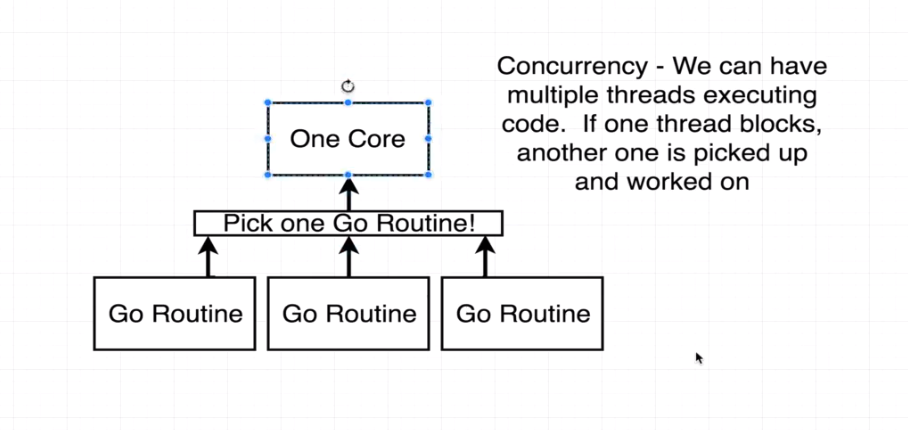 Concurrency - We can have
multiple threads executing
code. If one thread blocks,
another one is picked up
and worked on
One Core
Pick one Go Routine!
Go Routine
Go Routine
Go Routine